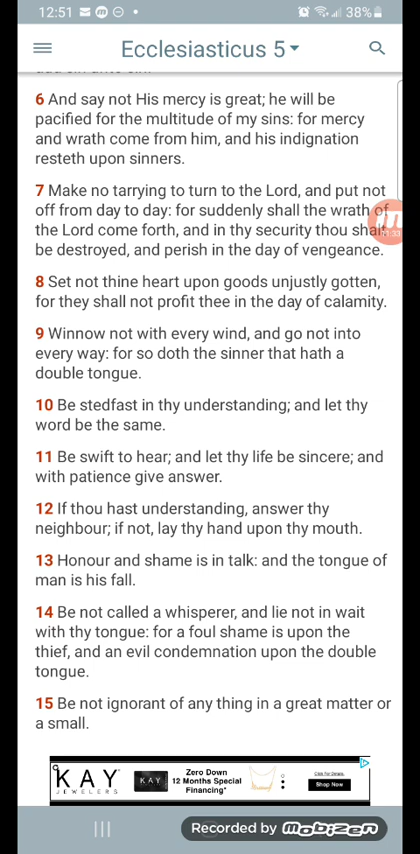 12:51 38%
Ecclesiasticus 5
6 And say not His mercy is great; he will be
pacified for the multitude of my sins: for mercy
and wrath come from him, and his indignation
resteth upon sinners.
7 Make no tarrying to turn to the Lord, and put not
off from day to day: for suddenly shall the wrath of
the Lord come forth, and in thy security thou shalt
be destroyed, and perish in the day of vengeance.
8 Set not thine heart upon goods unjustly gotten,
for they shall not profit thee in the day of calamity.
9 Winnow not with every wind, and go not into
every way: for so doth the sinner that hath a
double tongue.
10 Be stedfast in thy understanding; and let thy
word be the same.
11 Be swift to hear; and let thy life be sincere; and
with patience give answer.
12 If thou hast understanding, answer thy
neighbour; if not, lay thy hand upon thy mouth.
13 Honour and shame is in talk: and the tongue of
man is his fall.
14 Be not called a whisperer, and lie not in wait
with thy tongue: for a foul shame is upon the
thief, and an evil condemnation upon the double
tongue.
15 Be not ignorant of any thing in a great matter or
a small.
KAY
JEWELERS
KAY
Zero Down
12 Months Special
Financing*
Click For Details.
Shop Now
Recorded by mobizen